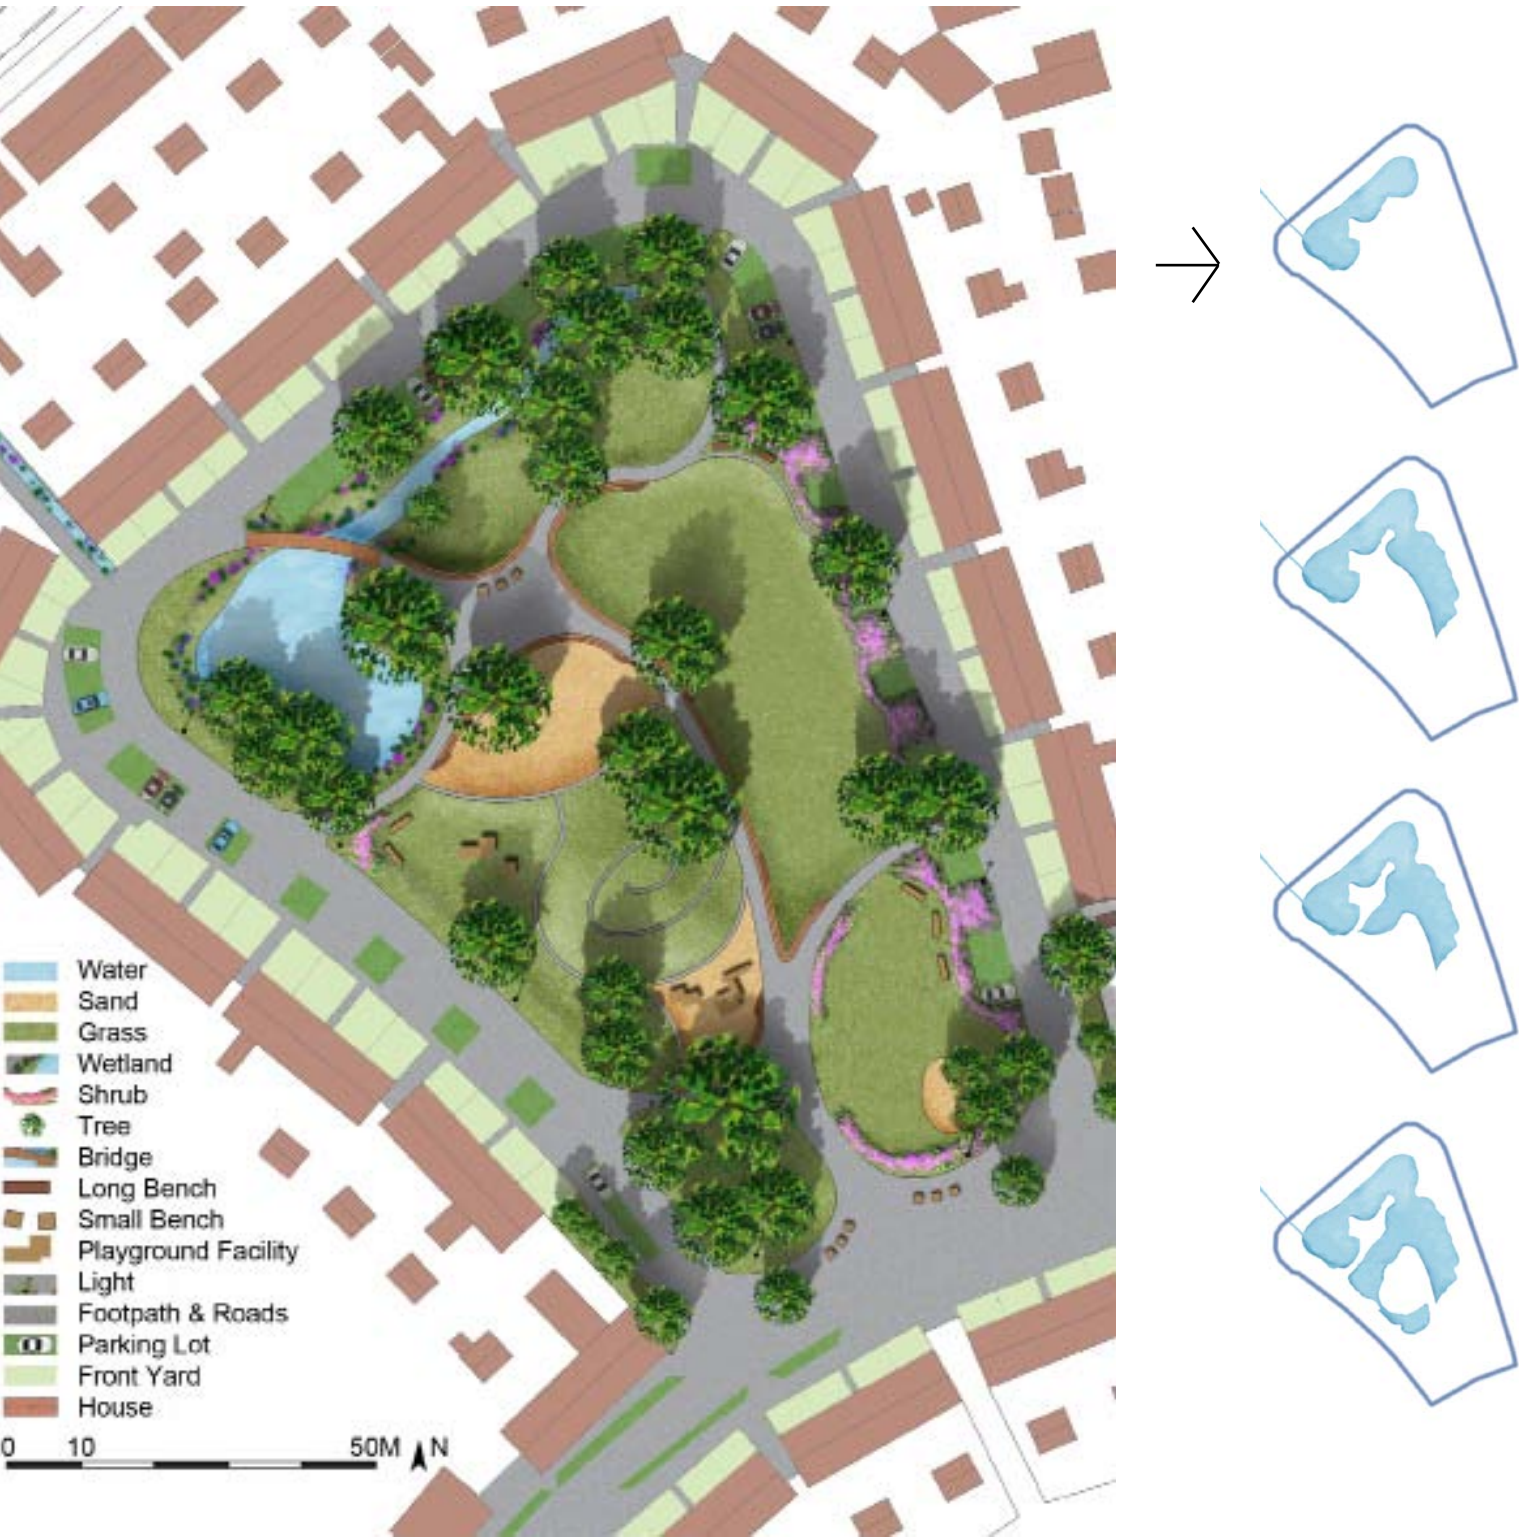 Water
Sand
Grass
Wetland
Shrub
Tree
Bridge
Long Bench
Small Bench
Playground Facility
Light
Footpath & Roads
Parking Lot
Front Yard
House
0 10 50M N